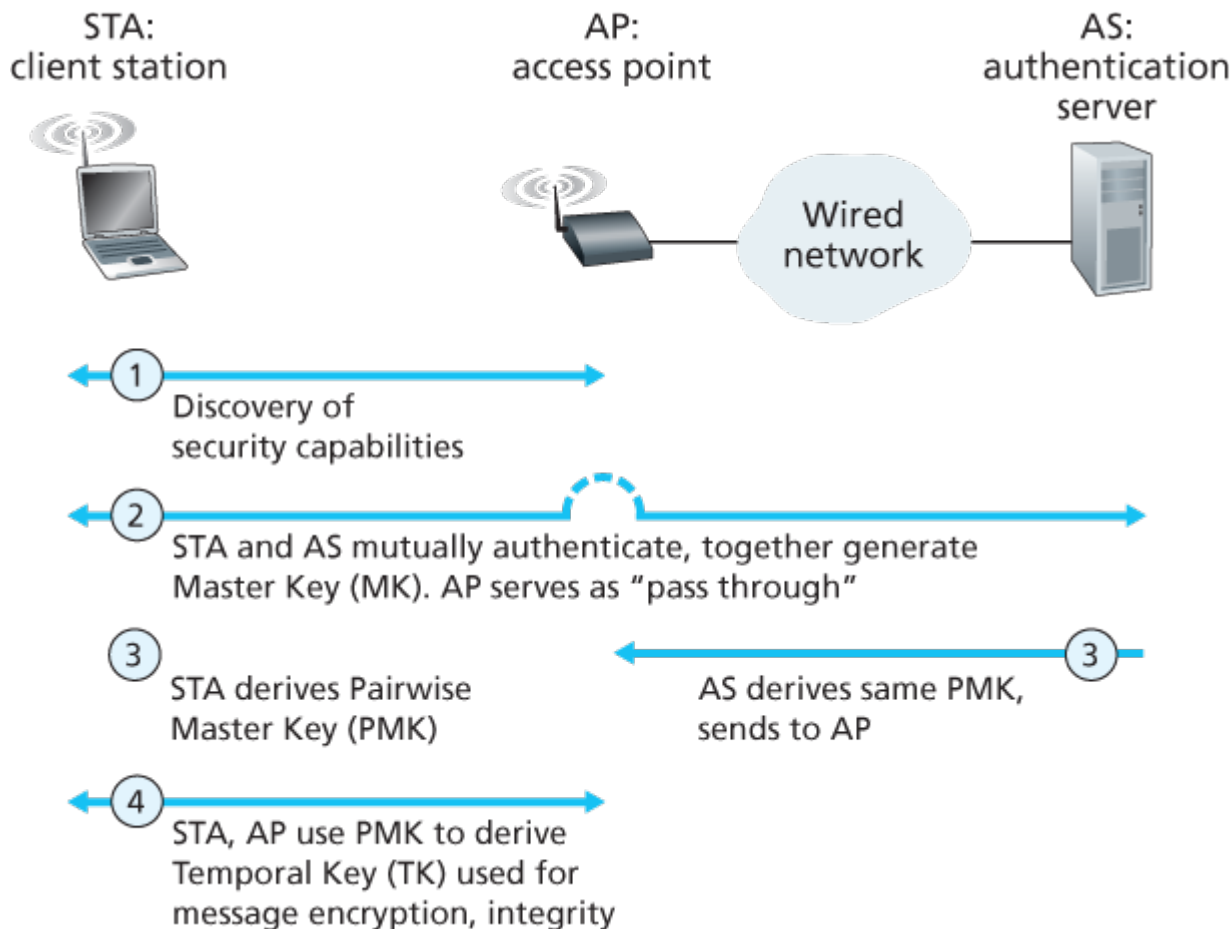 STA:
client station
AP:
access point
AS:
authentication
server
Wired
network
1
Discovery of
security capabilities
2
STA and AS mutually authenticate, together generate
Master Key (MK). AP serves as “pass through”
3
STA derives Pairwise
Master Key (PMK)
3
AS derives same PMK,
sends to AP
4
STA, AP use PMK to derive
Temporal Key (TK) used for
message encryption, integrity